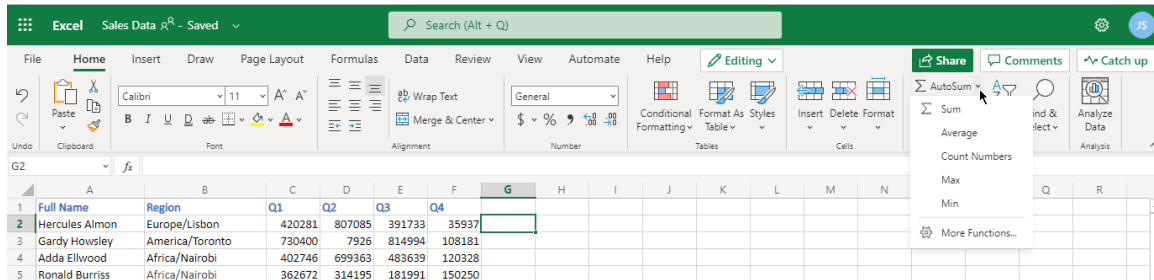 Excel Sales Data - Saved Search (Alt + Q) JS
File Home Insert Draw Page Layout Formulas Data Review View Automate Help Editing Share Comments Catch up
Calibri 11 A^ Aˇ Wrap Text General Σ AutoSum
Paste B I U D ab A Merge & Center $ % 9 Conditional Formatting Format As Table Styles Insert Delete Format Analyze Data
Undo Clipboard Font Alignment Number Tables Cells Analysis
Σ Sum
Average
Count Numbers
Max
Min
More Functions...
G2 fx
A B C D E F G H I J K L M N Q R
1 Full Name Region Q1 Q2 Q3 Q4
2 Hercules Almon Europe/Lisbon 420281 807085 391733 35937
3 Gardy Howsley America/Toronto 730400 7926 814994 108181
4 Adda Ellwood Africa/Nairobi 402746 699363 483639 120328
5 Ronald Burriss Africa/Nairobi 362672 314195 181991 150250